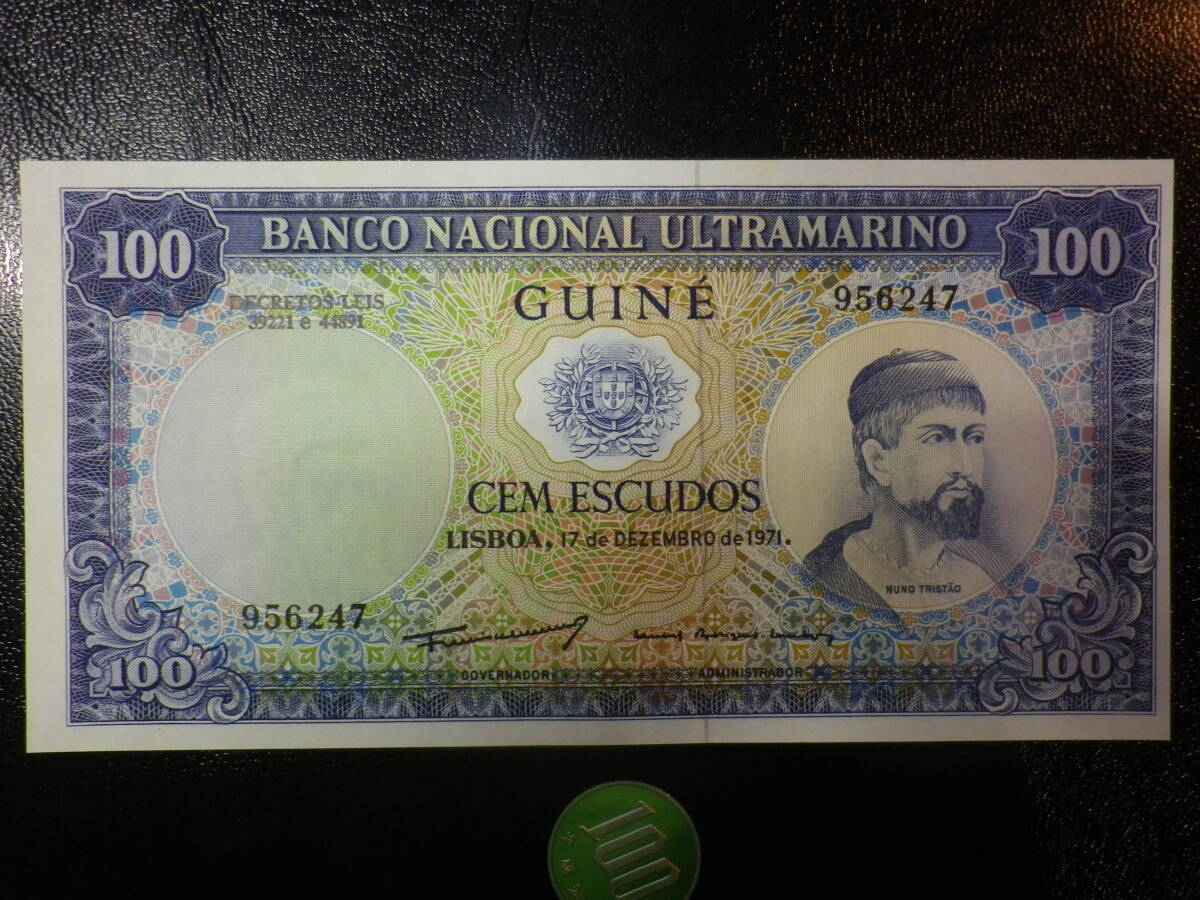 100 BANCO NACIONAL ULTRAMARINO 100
DECRETOS-LEIS
39221 e 44891
GUINÉ
956247
CEM ESCUDOS
LISBOA, 17 de DEZEMBRO de 1971.
NUNO TRISTÃO
956247
GOVERNADOR
ADMINISTRADOR
100
100
100